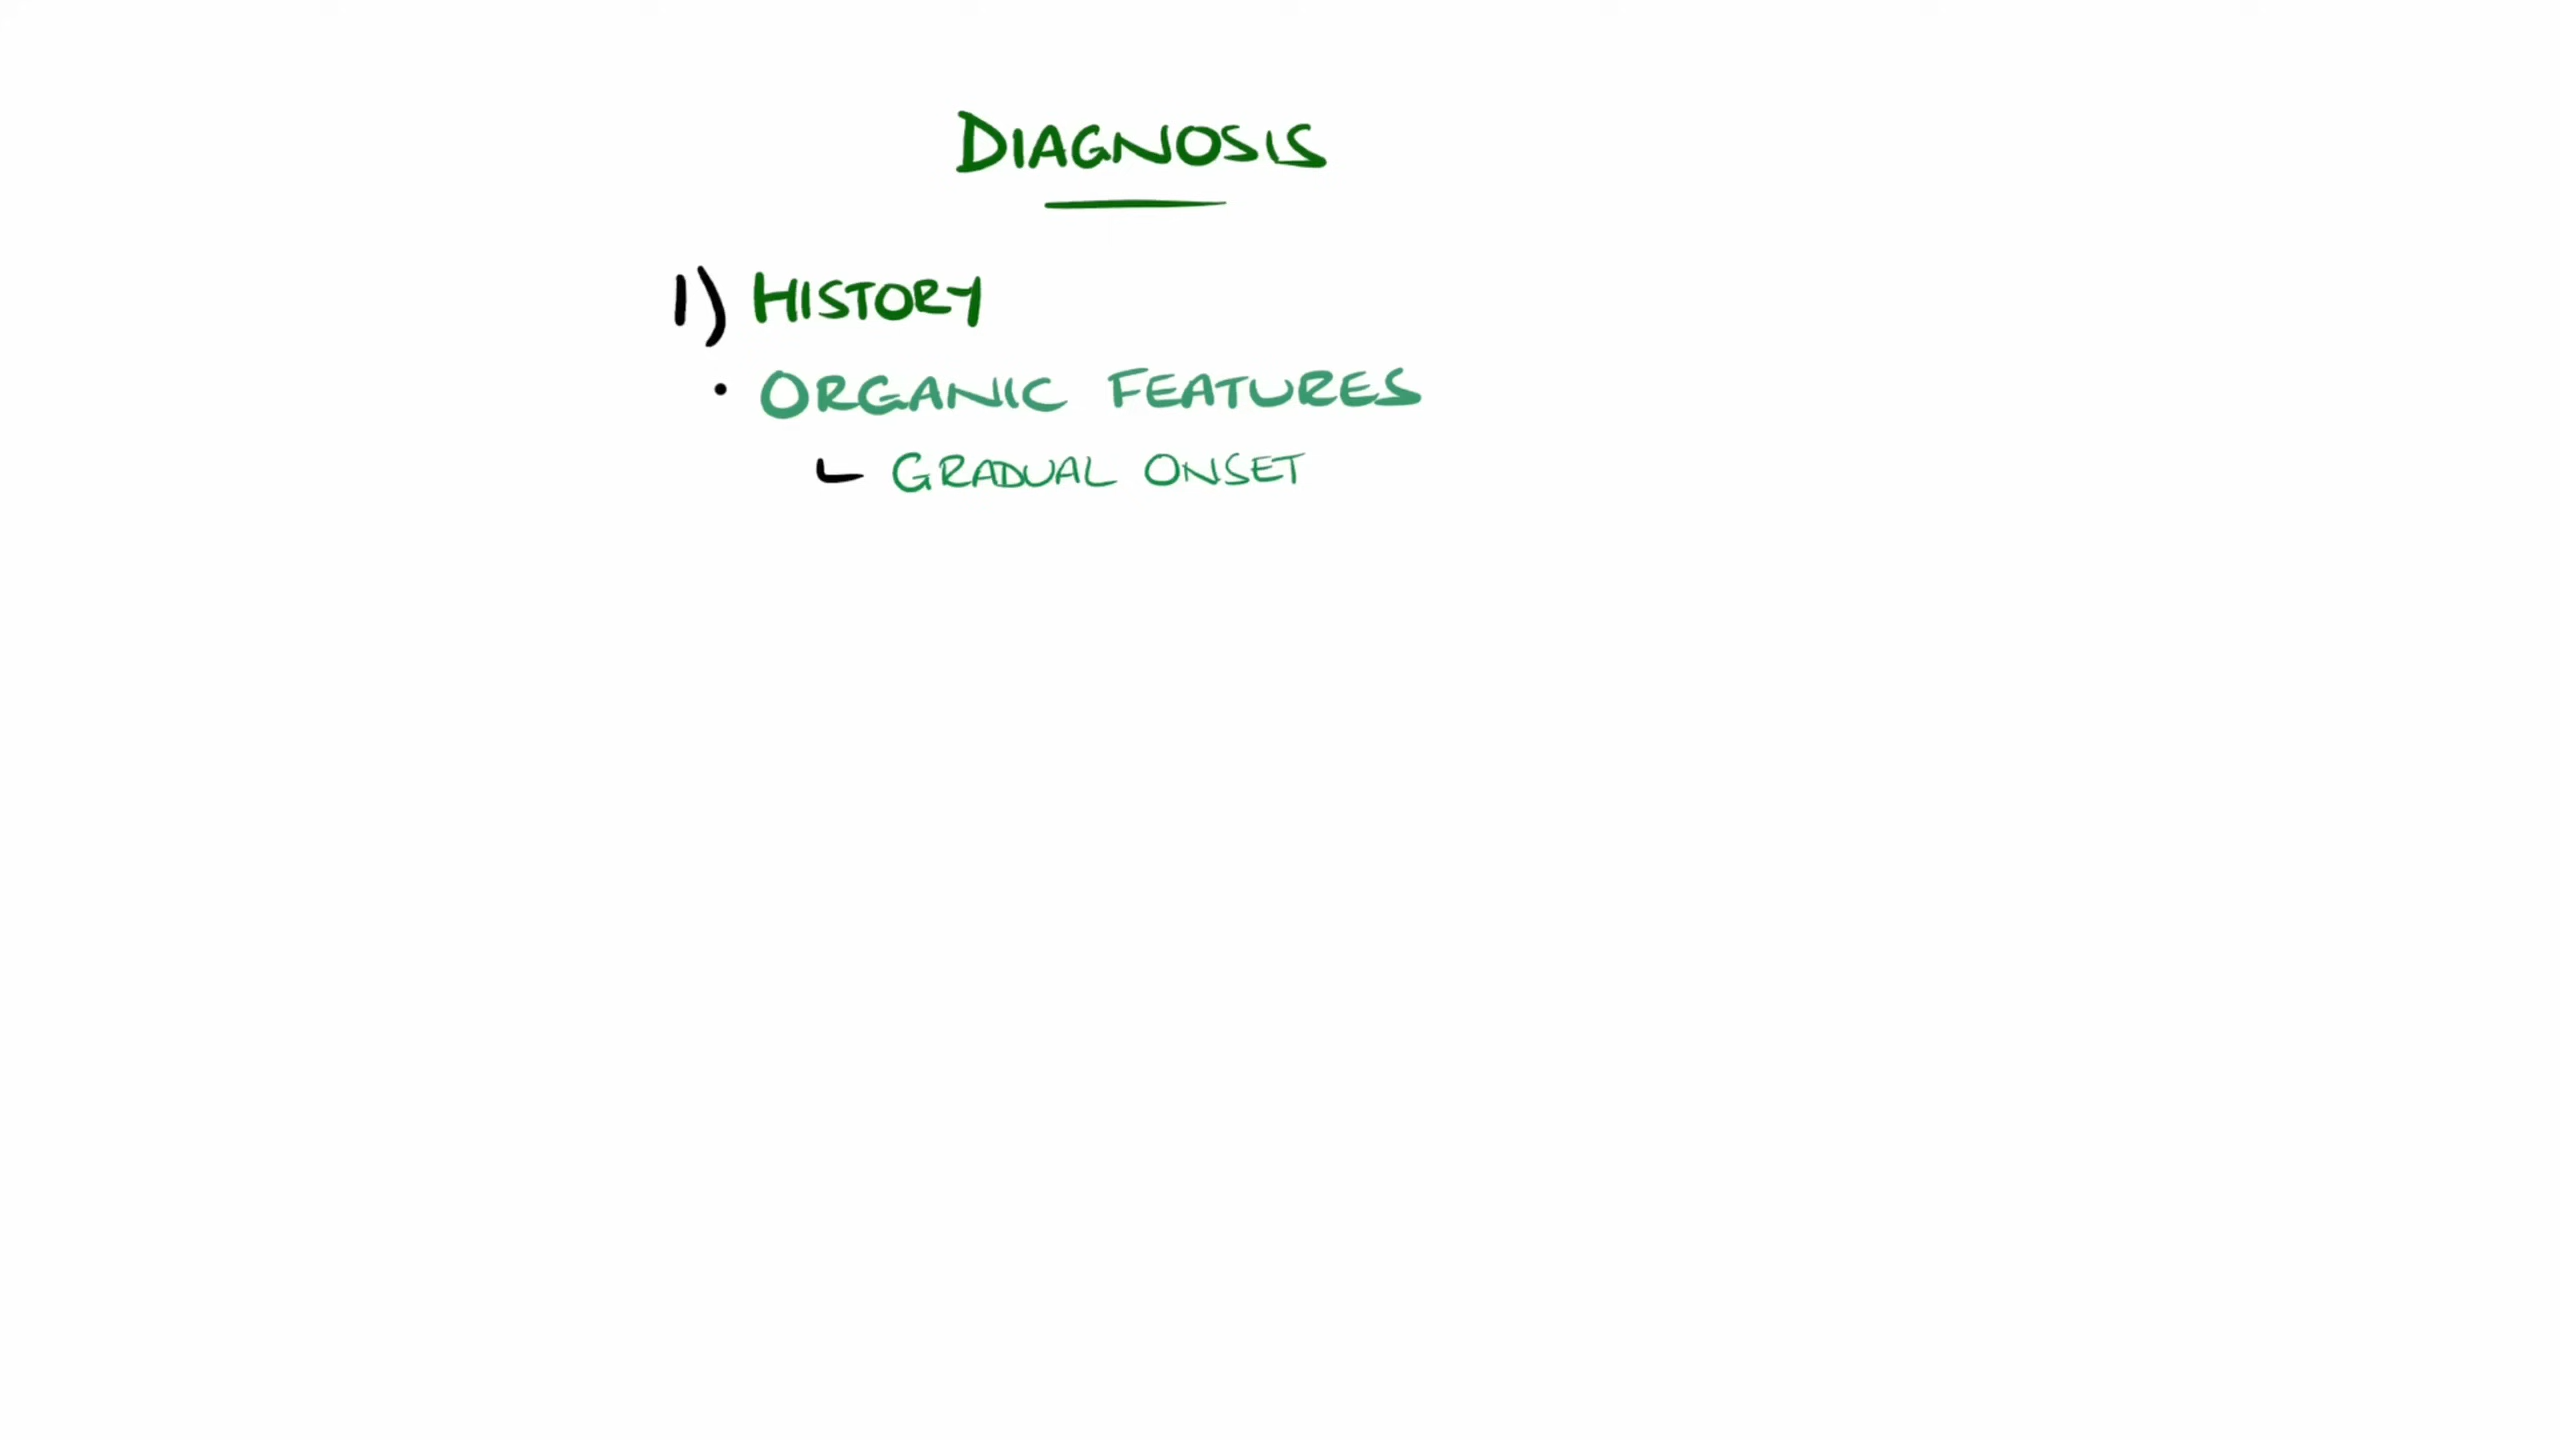 DIAGNOSIS
1) HISTORY
• ORGANIC FEATURES
GRADUAL ONSET